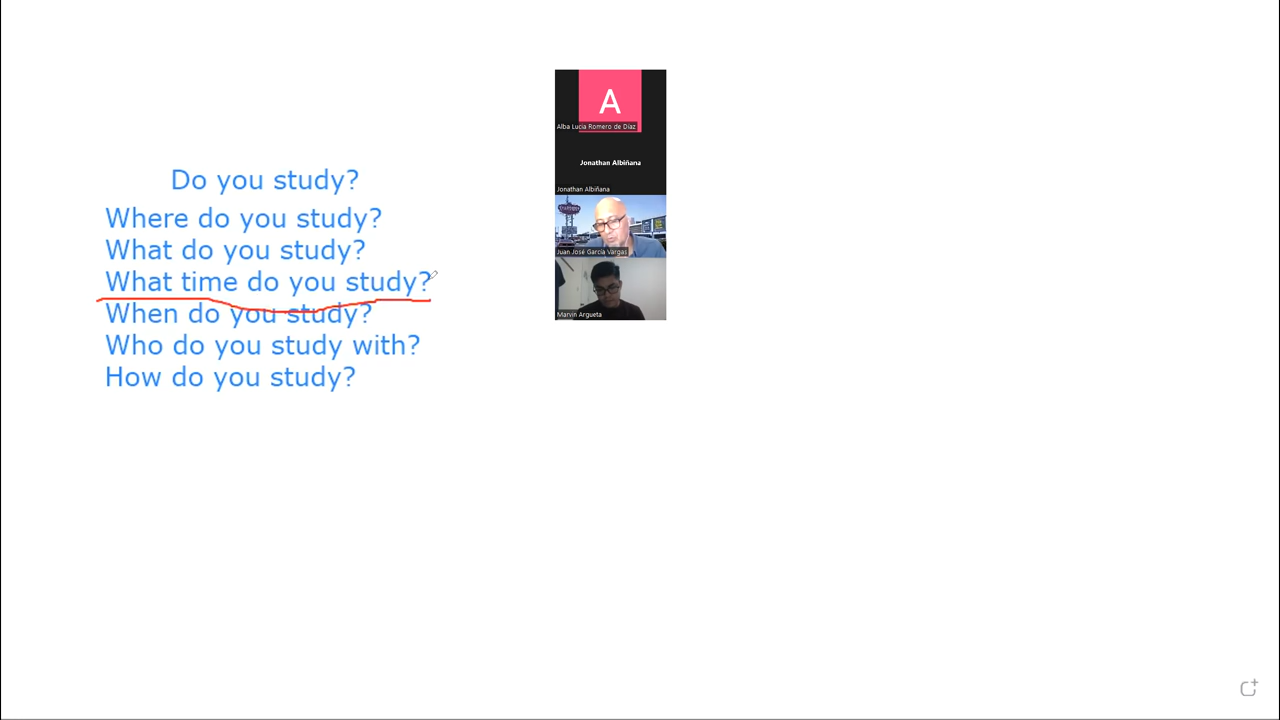 Do you study?
Where do you study?
What do you study?
What time do you study?
When do you study?
Who do you study with?
How do you study?
A
Alba Lucia Romero de Díaz
Jonathan Albiñana
Jonathan Albiñana
Juan José García Vargas
Marvin Argueta